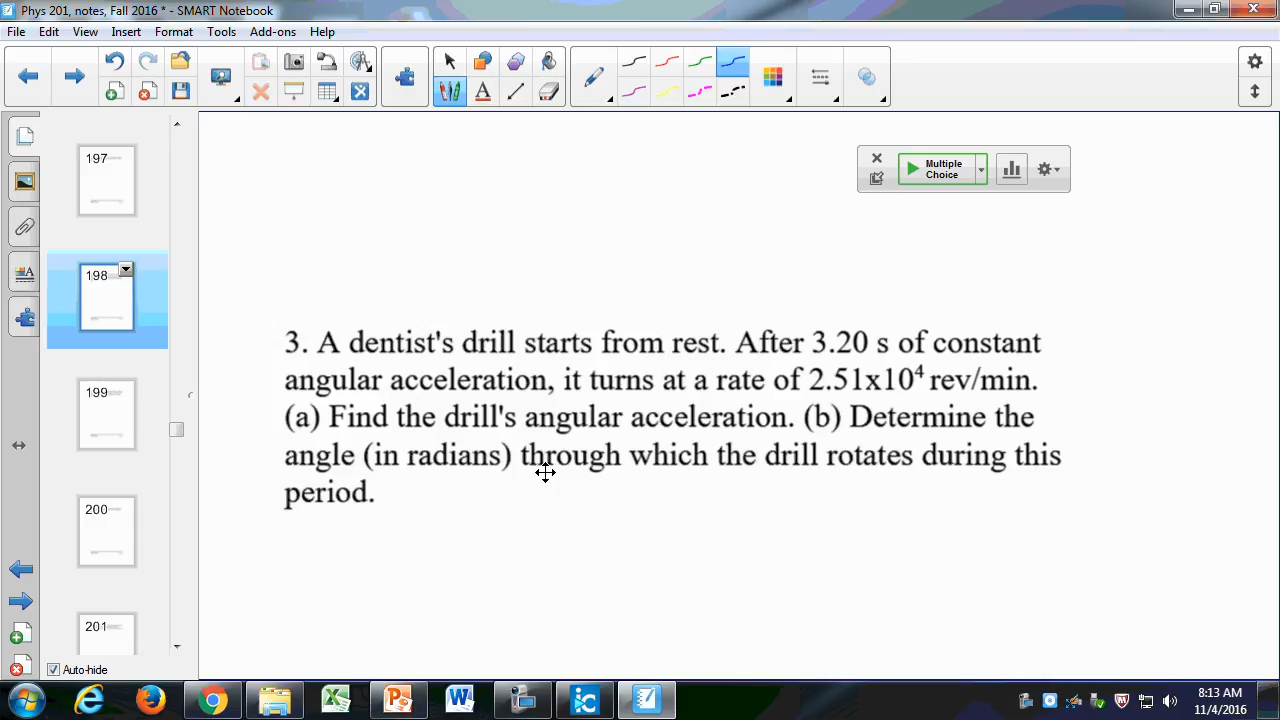 Phys 201, notes, Fall 2016 * - SMART Notebook
File Edit View Insert Format Tools Add-ons Help
Multiple
Choice
197
198
199
200
201
3. A dentist's drill starts from rest. After 3.20 s of constant
angular acceleration, it turns at a rate of 2.51x10⁴ rev/min.
(a) Find the drill's angular acceleration. (b) Determine the
angle (in radians) through which the drill rotates during this
period.
Auto-hide
8:13 AM
11/4/2016